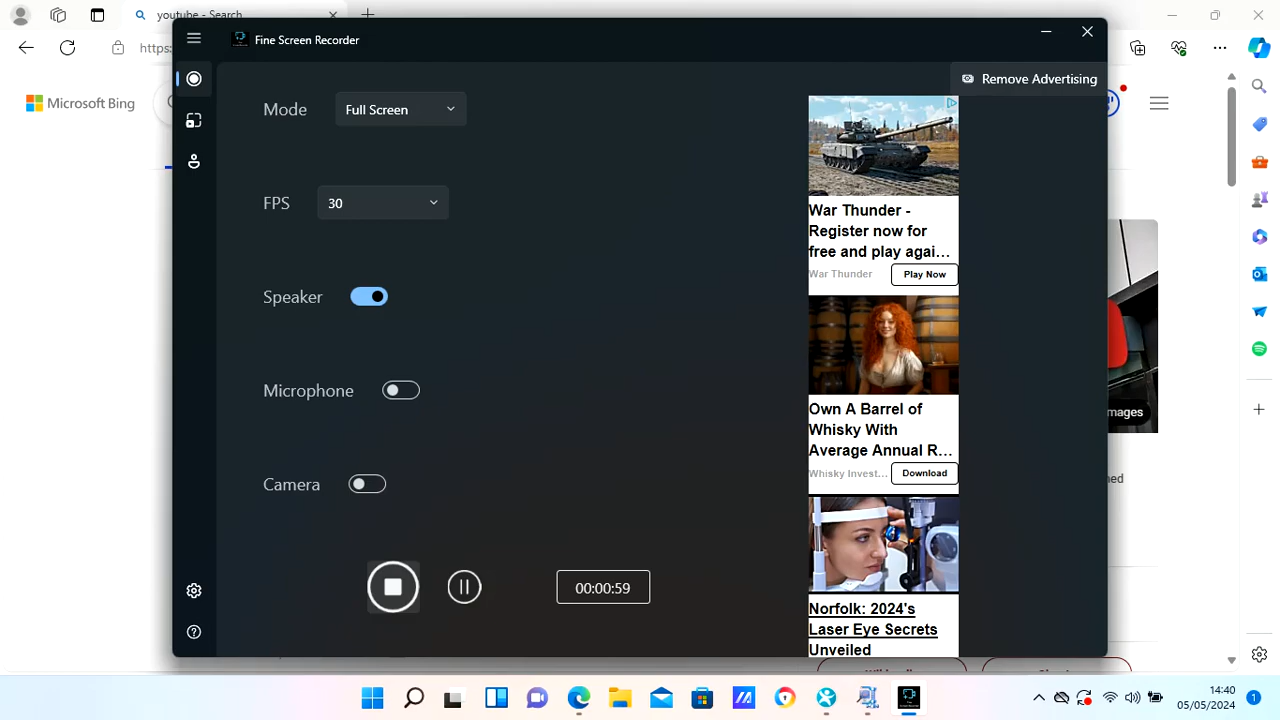 youtube - Search
https:
Microsoft Bing
Fine Screen Recorder
Remove Advertising
Mode
Full Screen
FPS
30
Speaker
Microphone
Camera
00:00:59
War Thunder -
Register now for
free and play agai...
War Thunder
Play Now
Own A Barrel of
Whisky With
Average Annual R...
Whisky Invest...
Download
Norfolk: 2024's
Laser Eye Secrets
Unveiled
mages
ned
14:40
05/05/2024
1